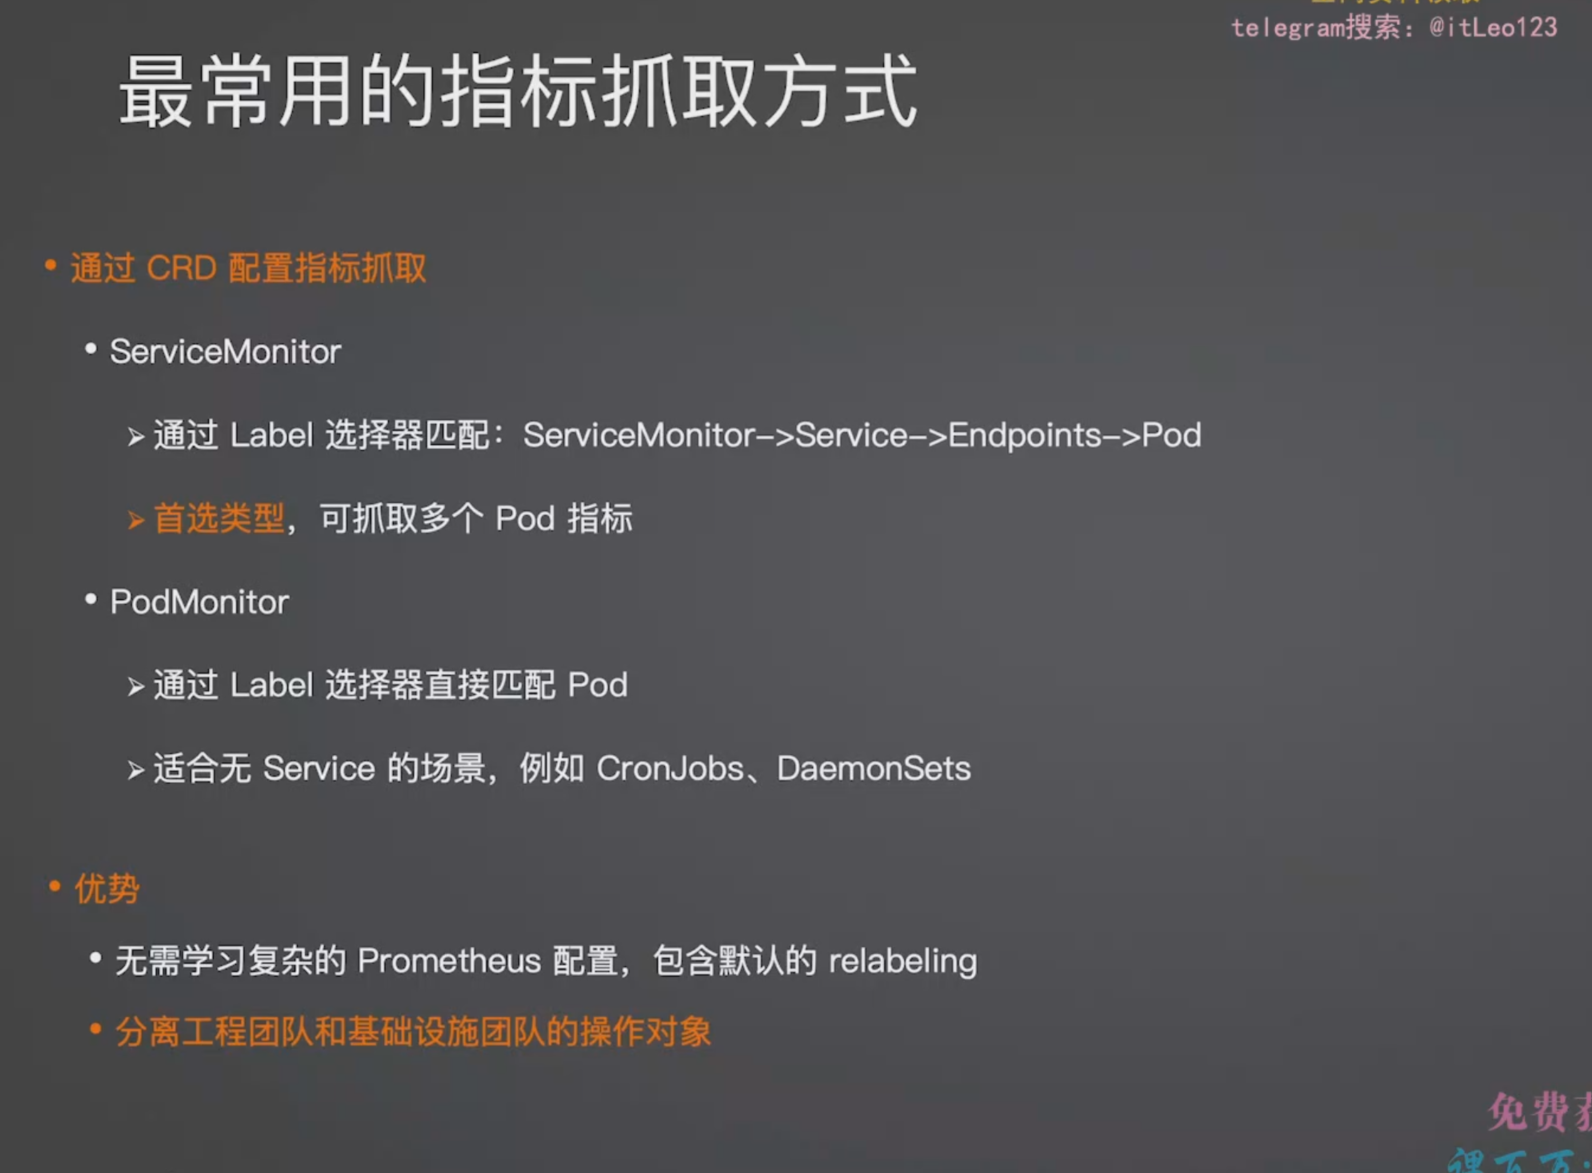 telegram搜索：@itLeo123
最常用的指标抓取方式
• 通过 CRD 配置指标抓取
• ServiceMonitor
➢ 通过 Label 选择器匹配：ServiceMonitor–>Service–>Endpoints–>Pod
➢ 首选类型，可抓取多个 Pod 指标
• PodMonitor
➢ 通过 Label 选择器直接匹配 Pod
➢ 适合无 Service 的场景，例如 CronJobs、DaemonSets
• 优势
• 无需学习复杂的 Prometheus 配置，包含默认的 relabeling
• 分离工程团队和基础设施团队的操作对象
免费获